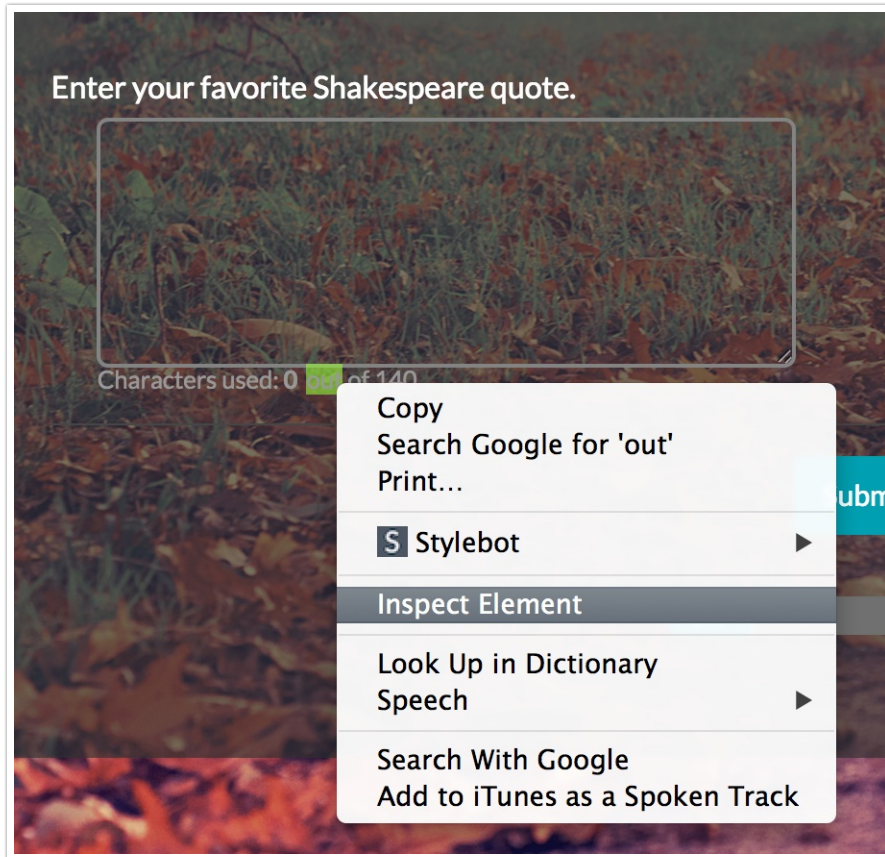 Enter your favorite Shakespeare quote.
Characters used: 0 out of 140
Copy
Search Google for 'out'
Print...
Subm
S Stylebot
Inspect Element
Look Up in Dictionary
Speech
Search With Google
Add to iTunes as a Spoken Track